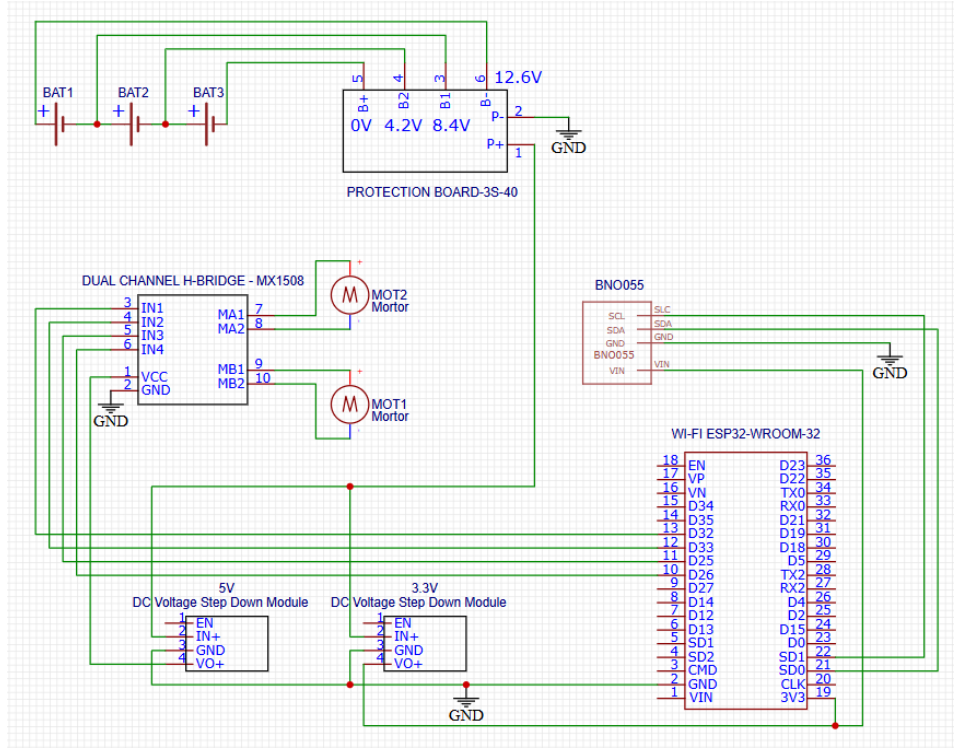 12.6V
BAT1 BAT2 BAT3
+ + +
5 4 3 6
B+ B2 B1 B-
P- 2
0V 4.2V 8.4V
P+ 1
GND
PROTECTION BOARD-3S-40
DUAL CHANNEL H-BRIDGE - MX1508
3 IN1
4 IN2
5 IN3
6 IN4
1 VCC
2 GND
MA1 7
MA2 8
MB1 9
MB2 10
GND
+
M
MOT2
Mortor
-
+
M
MOT1
Mortor
-
BNO055
SCL SLC
SDA SDA
GND GND
BNO055
VIN VIN
GND
WI-FI ESP32-WROOM-32
18 EN D23 36
17 VP D22 35
16 VN TX0 34
15 D34 RX0 33
14 D35 D21 32
13 D32 D19 31
12 D33 D18 30
11 D25 D5 29
10 D26 TX2 28
9 D27 RX2 27
8 D14 D4 26
7 D12 D2 25
6 D13 D15 24
5 SD1 D0 23
4 SD2 SD1 22
3 CMD SD0 21
2 GND CLK 20
1 VIN 3V3 19
5V
DC Voltage Step Down Module
1 EN
2 IN+
3 GND
4 VO+
3.3V
DC Voltage Step Down Module
1 EN
2 IN+
3 GND
4 VO+
GND